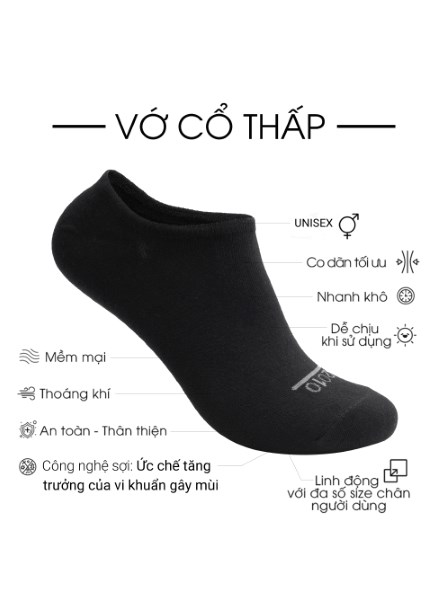 VỚ CỔ THẤP
UNISEX
Co dãn tối ưu
Nhanh khô
Dễ chịu
khi sử dụng
Mềm mại
Thoáng khí
An toàn - Thân thiện
Công nghệ sợi: Ức chế tăng
trưởng của vi khuẩn gây mùi
Linh động
với đa số size chân
người dùng